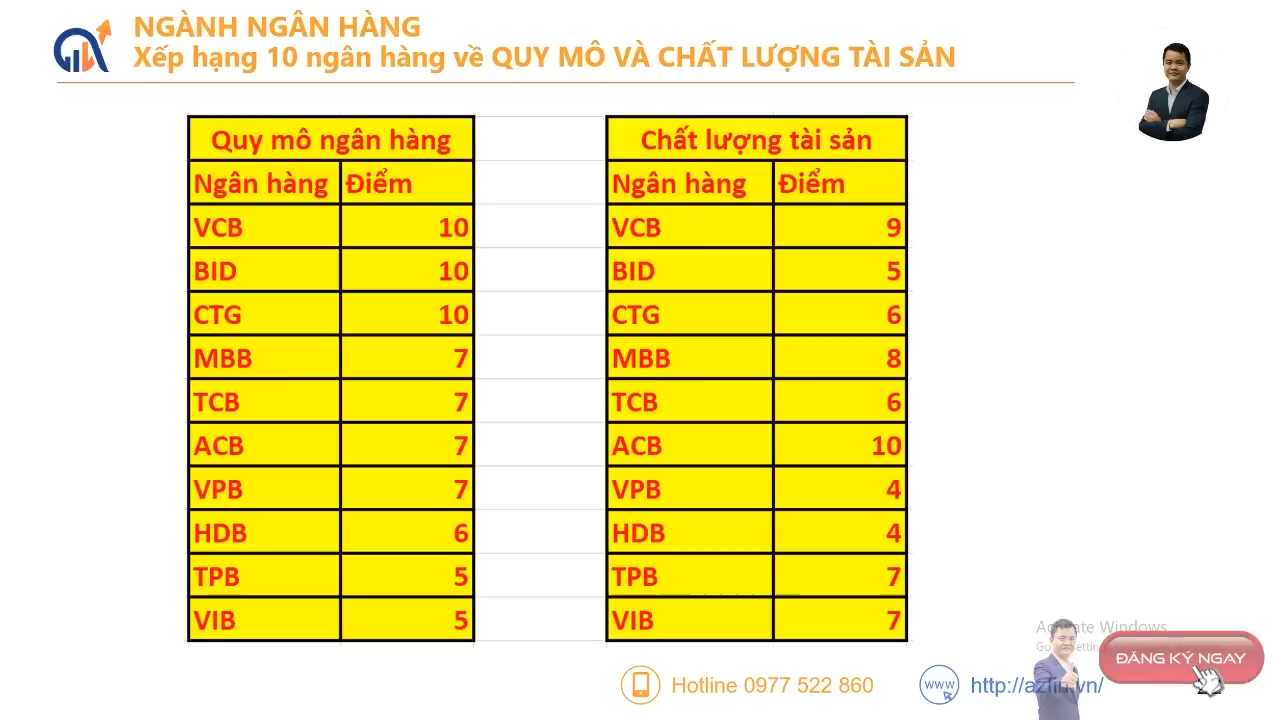 NGÀNH NGÂN HÀNG
Xếp hạng 10 ngân hàng về QUY MÔ VÀ CHẤT LƯỢNG TÀI SẢN
Quy mô ngân hàng
Ngân hàng Điểm
VCB 10
BID 10
CTG 10
MBB 7
TCB 7
ACB 7
VPB 7
HDB 6
TPB 5
VIB 5
Chất lượng tài sản
Ngân hàng Điểm
VCB 9
BID 5
CTG 6
MBB 8
TCB 6
ACB 10
VPB 4
HDB 4
TPB 7
VIB 7
Activate Windows
Go
ĐĂNG KÝ NGAY
Hotline 0977 522 860
www
http://azfin.vn/